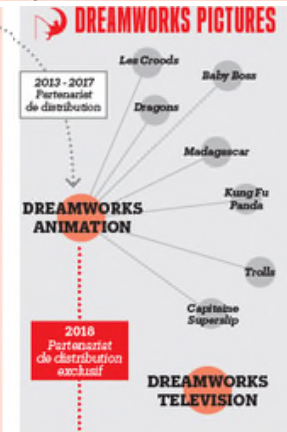 DREAMWORKS PICTURES
Les Croods
Baby Boss
2013 - 2017
Partenariat
de distribution
Dragons
Madagascar
Kung Fu
Panda
DREAMWORKS
ANIMATION
Trolls
Capitaine
Superslip
2018
Partenariat
de distribution
exclusif
DREAMWORKS
TELEVISION